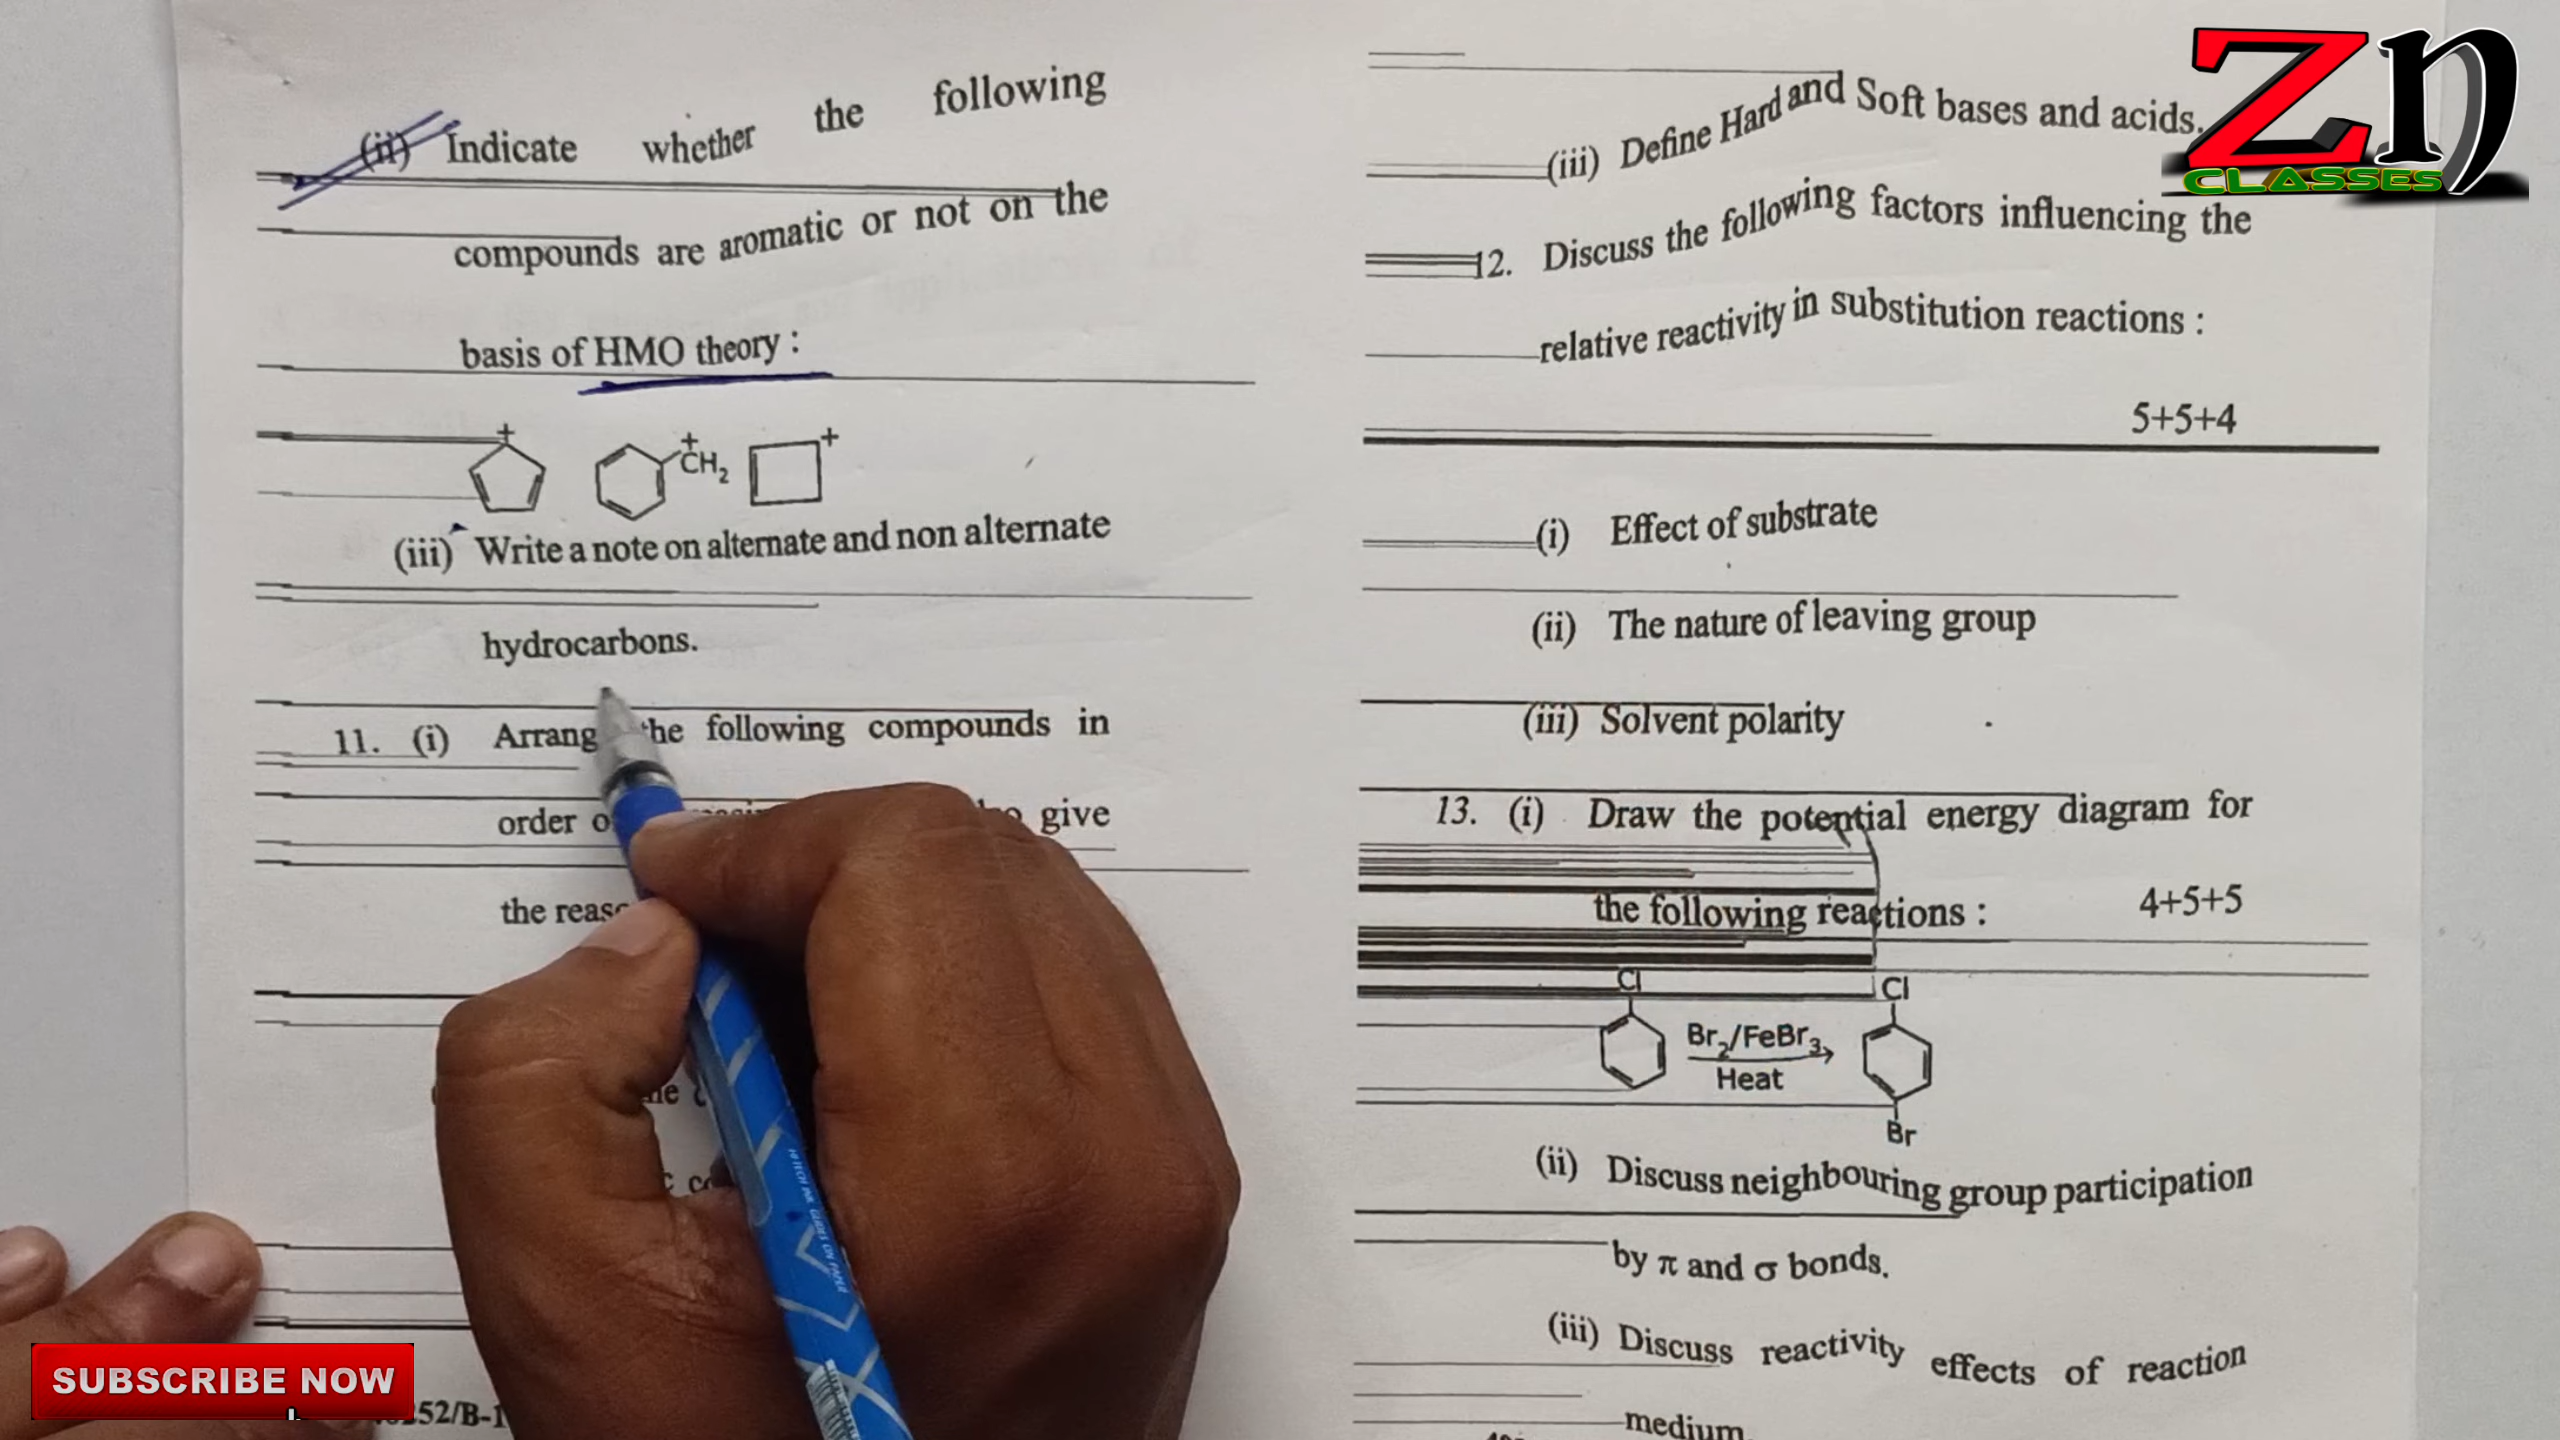 (ii) Indicate whether the following
compounds are aromatic or not on the
basis of HMO theory :
+
+
CH2
+
(iii) Write a note on alternate and non alternate
hydrocarbons.
11. (i) Arrang the following compounds in
order o give
the reas
252/B-1
(iii) Define Hard and Soft bases and acids.
12. Discuss the following factors influencing the
relative reactivity in substitution reactions :
5+5+4
(i) Effect of substrate
(ii) The nature of leaving group
(iii) Solvent polarity
13. (i) Draw the potential energy diagram for
the following reactions : 4+5+5
Cl
Cl
Br2/FeBr3
Heat
Br
(ii) Discuss neighbouring group participation
by π and σ bonds.
(iii) Discuss reactivity effects of reaction
medium.
Zn
CLASSES
SUBSCRIBE NOW